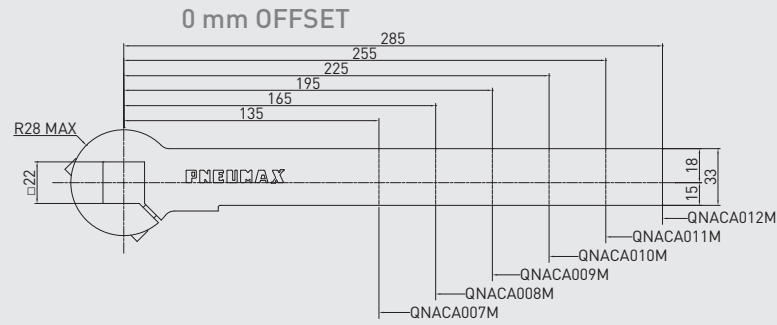 0 mm OFFSET
285
255
225
195
165
135
R28 MAX
PNEUMAX
□22
18
15
33
QNACA012M
QNACA011M
QNACA010M
QNACA009M
QNACA008M
QNACA007M